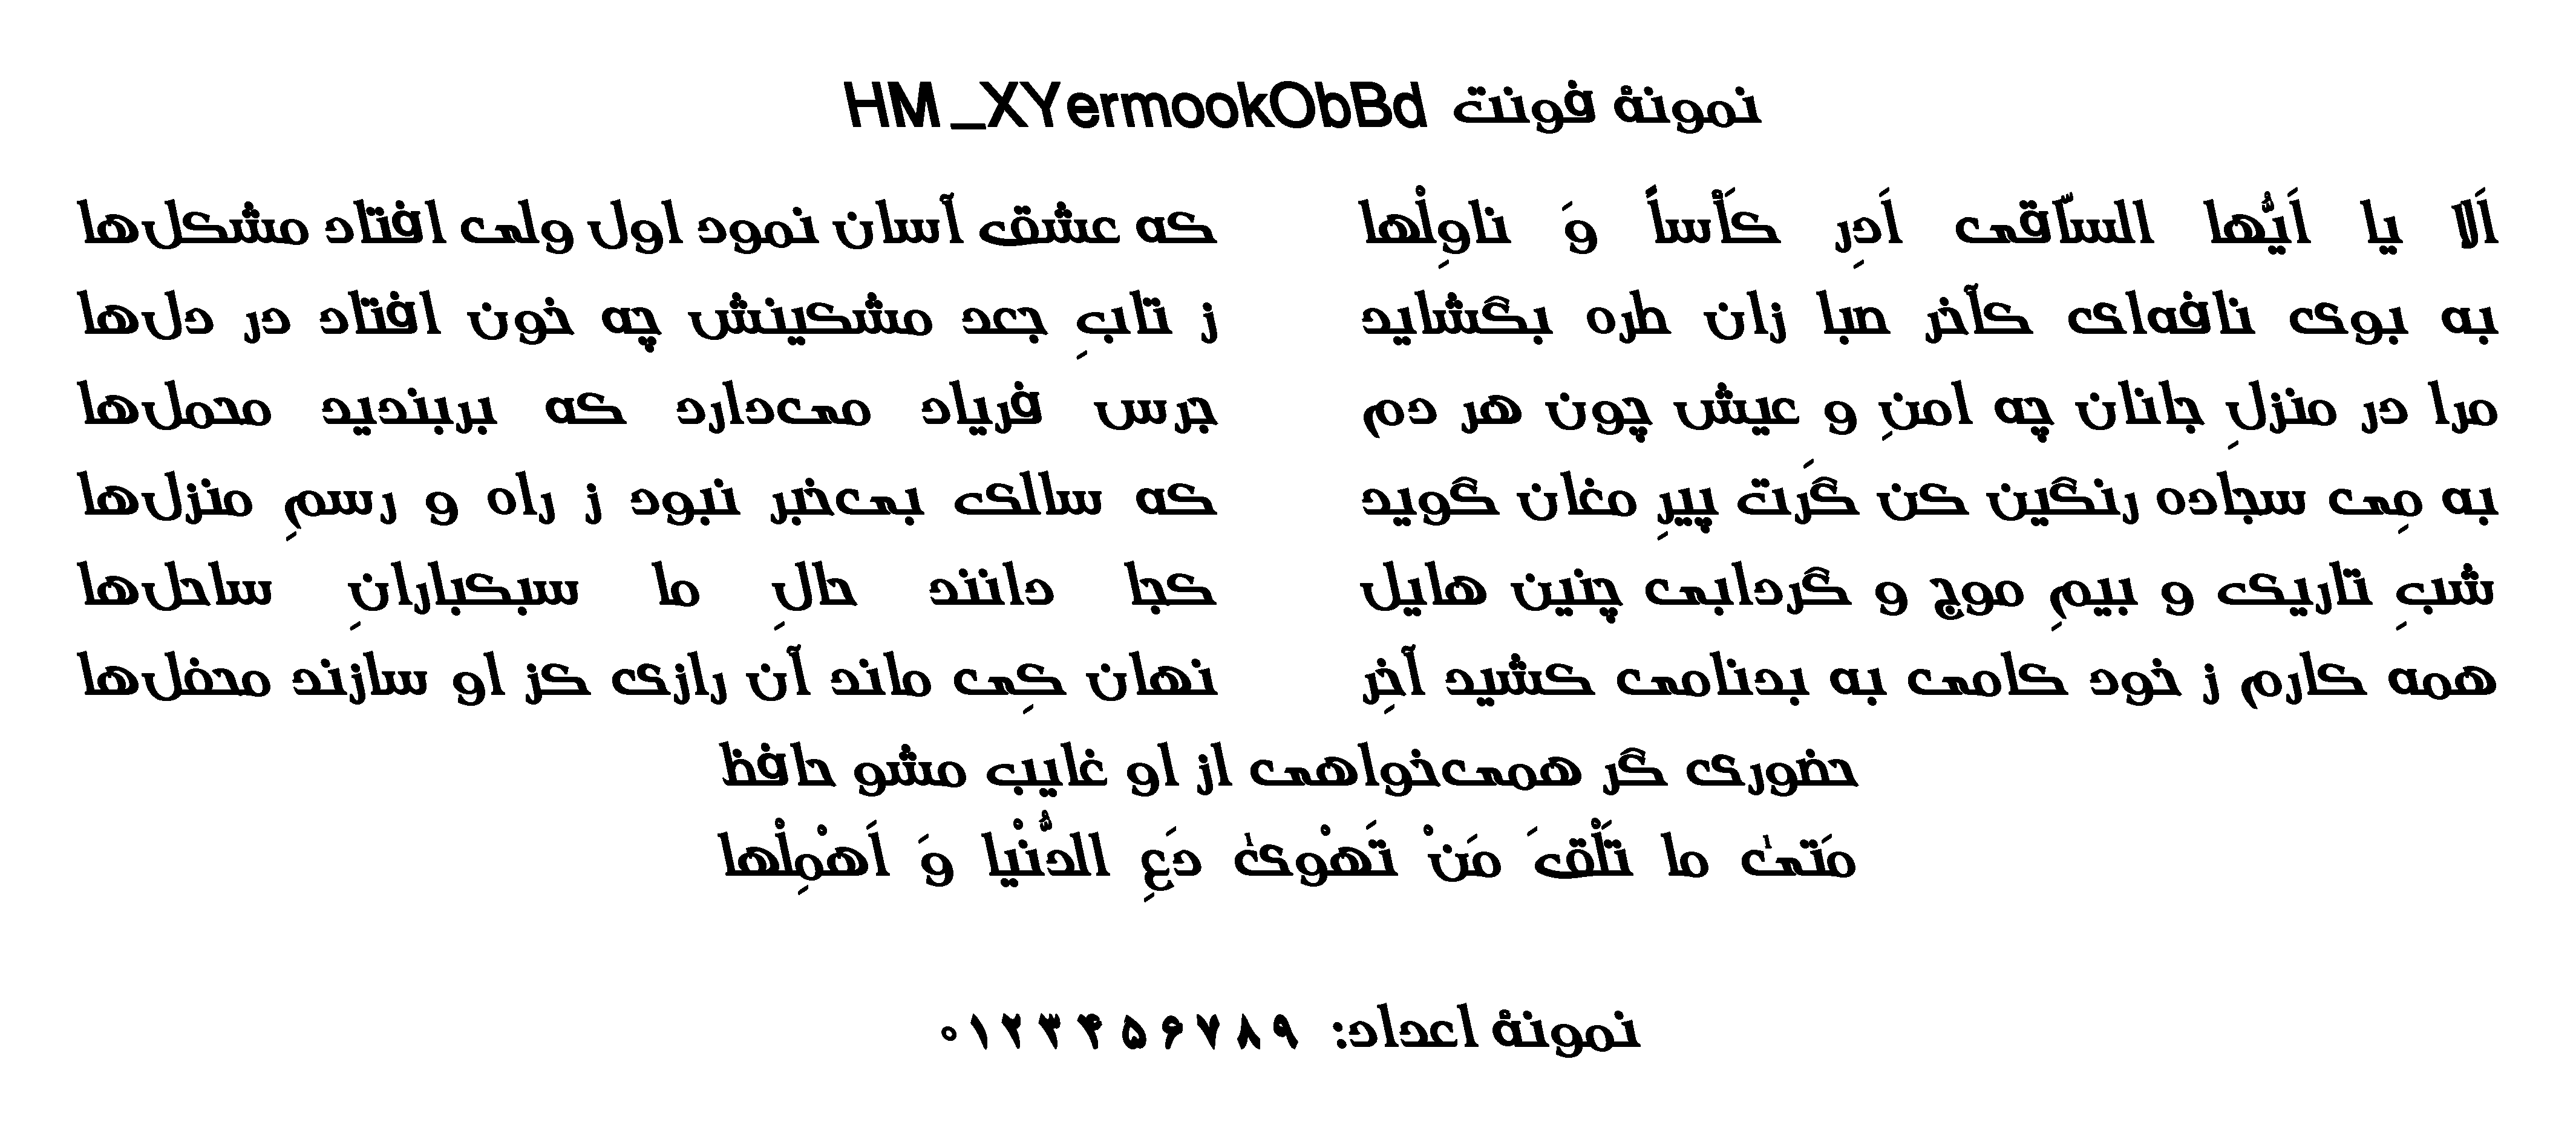 نمونهٔ فونت HM_XYermookObBd
اَلا یا اَیُّها السّاقی اَدِر کَأساً وَ ناوِلْها که عشق آسان نمود اول ولی افتاد مشکل‌ها
به بوی نافه‌ای کآخر صبا زان طره بگشاید ز تابِ جعد مشکینش چه خون افتاد در دل‌ها
مرا در منزلِ جانان چه امنِ و عیش چون هر دم جرس فریاد می‌دارد که بربندید محمل‌ها
به مِی سجاده رنگین کن گَرَت پیرِ مغان گوید که سالک بی‌خبر نبود ز راه و رسمِ منزل‌ها
شبِ تاریک و بیمِ موج و گردابی چنین هایل کجا دانند حالِ ما سبکبارانِ ساحل‌ها
همه کارم ز خود کامی به بدنامی کشید آخِر نهان کِی ماند آن رازی کز او سازند محفل‌ها
حضوری گر همی‌خواهی از او غایب مشو حافظ
مَتیٰ ما تَلْقَ مَنْ تَهْویٰ دَعِ الدُّنْیا وَ اَهْمِلْها
نمونهٔ اعداد: ۰۱۲۳۴۵۶۷۸۹